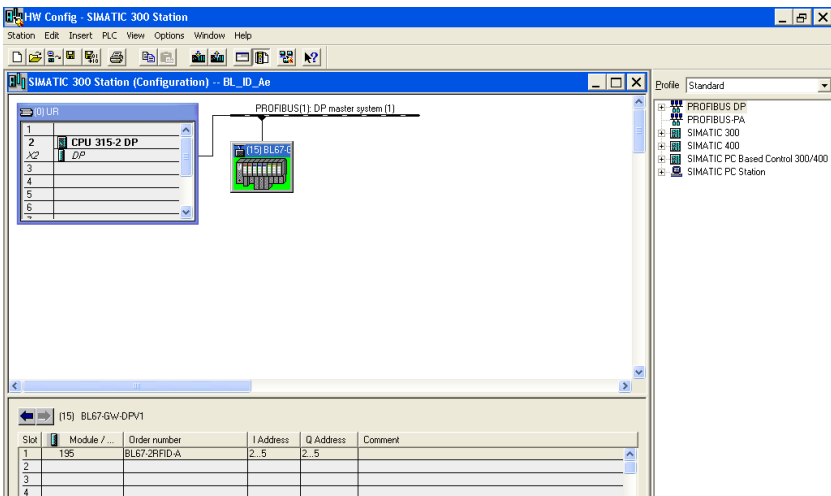 HW Config - SIMATIC 300 Station
Station Edit Insert PLC View Options Window Help
SIMATIC 300 Station (Configuration) -- BL_ID_Ae
(0) UR
1
2 CPU 315-2 DP
X2 DP
3
4
5
6
PROFIBUS(1): DP master system (1)
(15) BL67-G
Profile Standard
PROFIBUS DP
PROFIBUS-PA
SIMATIC 300
SIMATIC 400
SIMATIC PC Based Control 300/400
SIMATIC PC Station
(15) BL67-GW-DPV1
Slot Module / ... Order number I Address Q Address Comment
1 195 BL67-2RFID-A 2...5 2...5
2
3
4